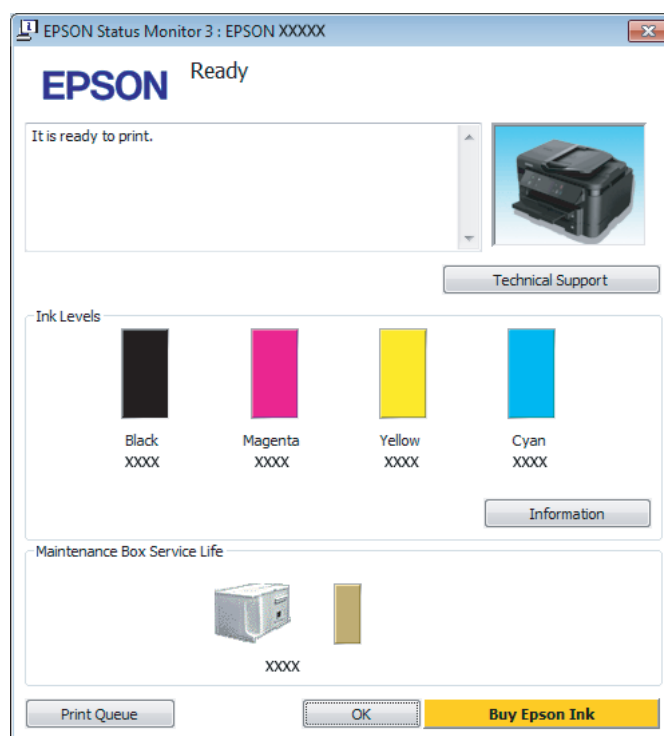 EPSON Status Monitor 3 : EPSON XXXXX
EPSON
Ready
It is ready to print.
Technical Support
Ink Levels
Black Magenta Yellow Cyan
XXXX XXXX XXXX XXXX
Information
Maintenance Box Service Life
XXXX
Print Queue OK Buy Epson Ink